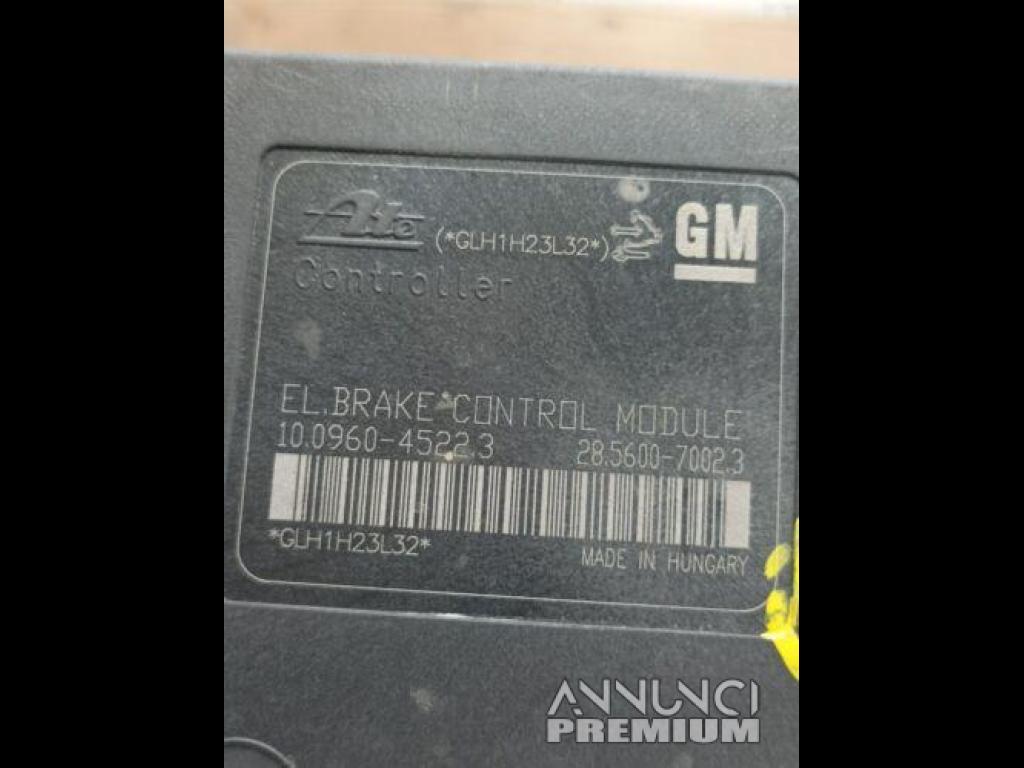 Ate
(*GLH1H23L32*)
GM
Controller
EL.BRAKE CONTROL MODULE
10.0960-4522.3 28.5600-7002.3
*GLH1H23L32* MADE IN HUNGARY
ANNUNCI
PREMIUM